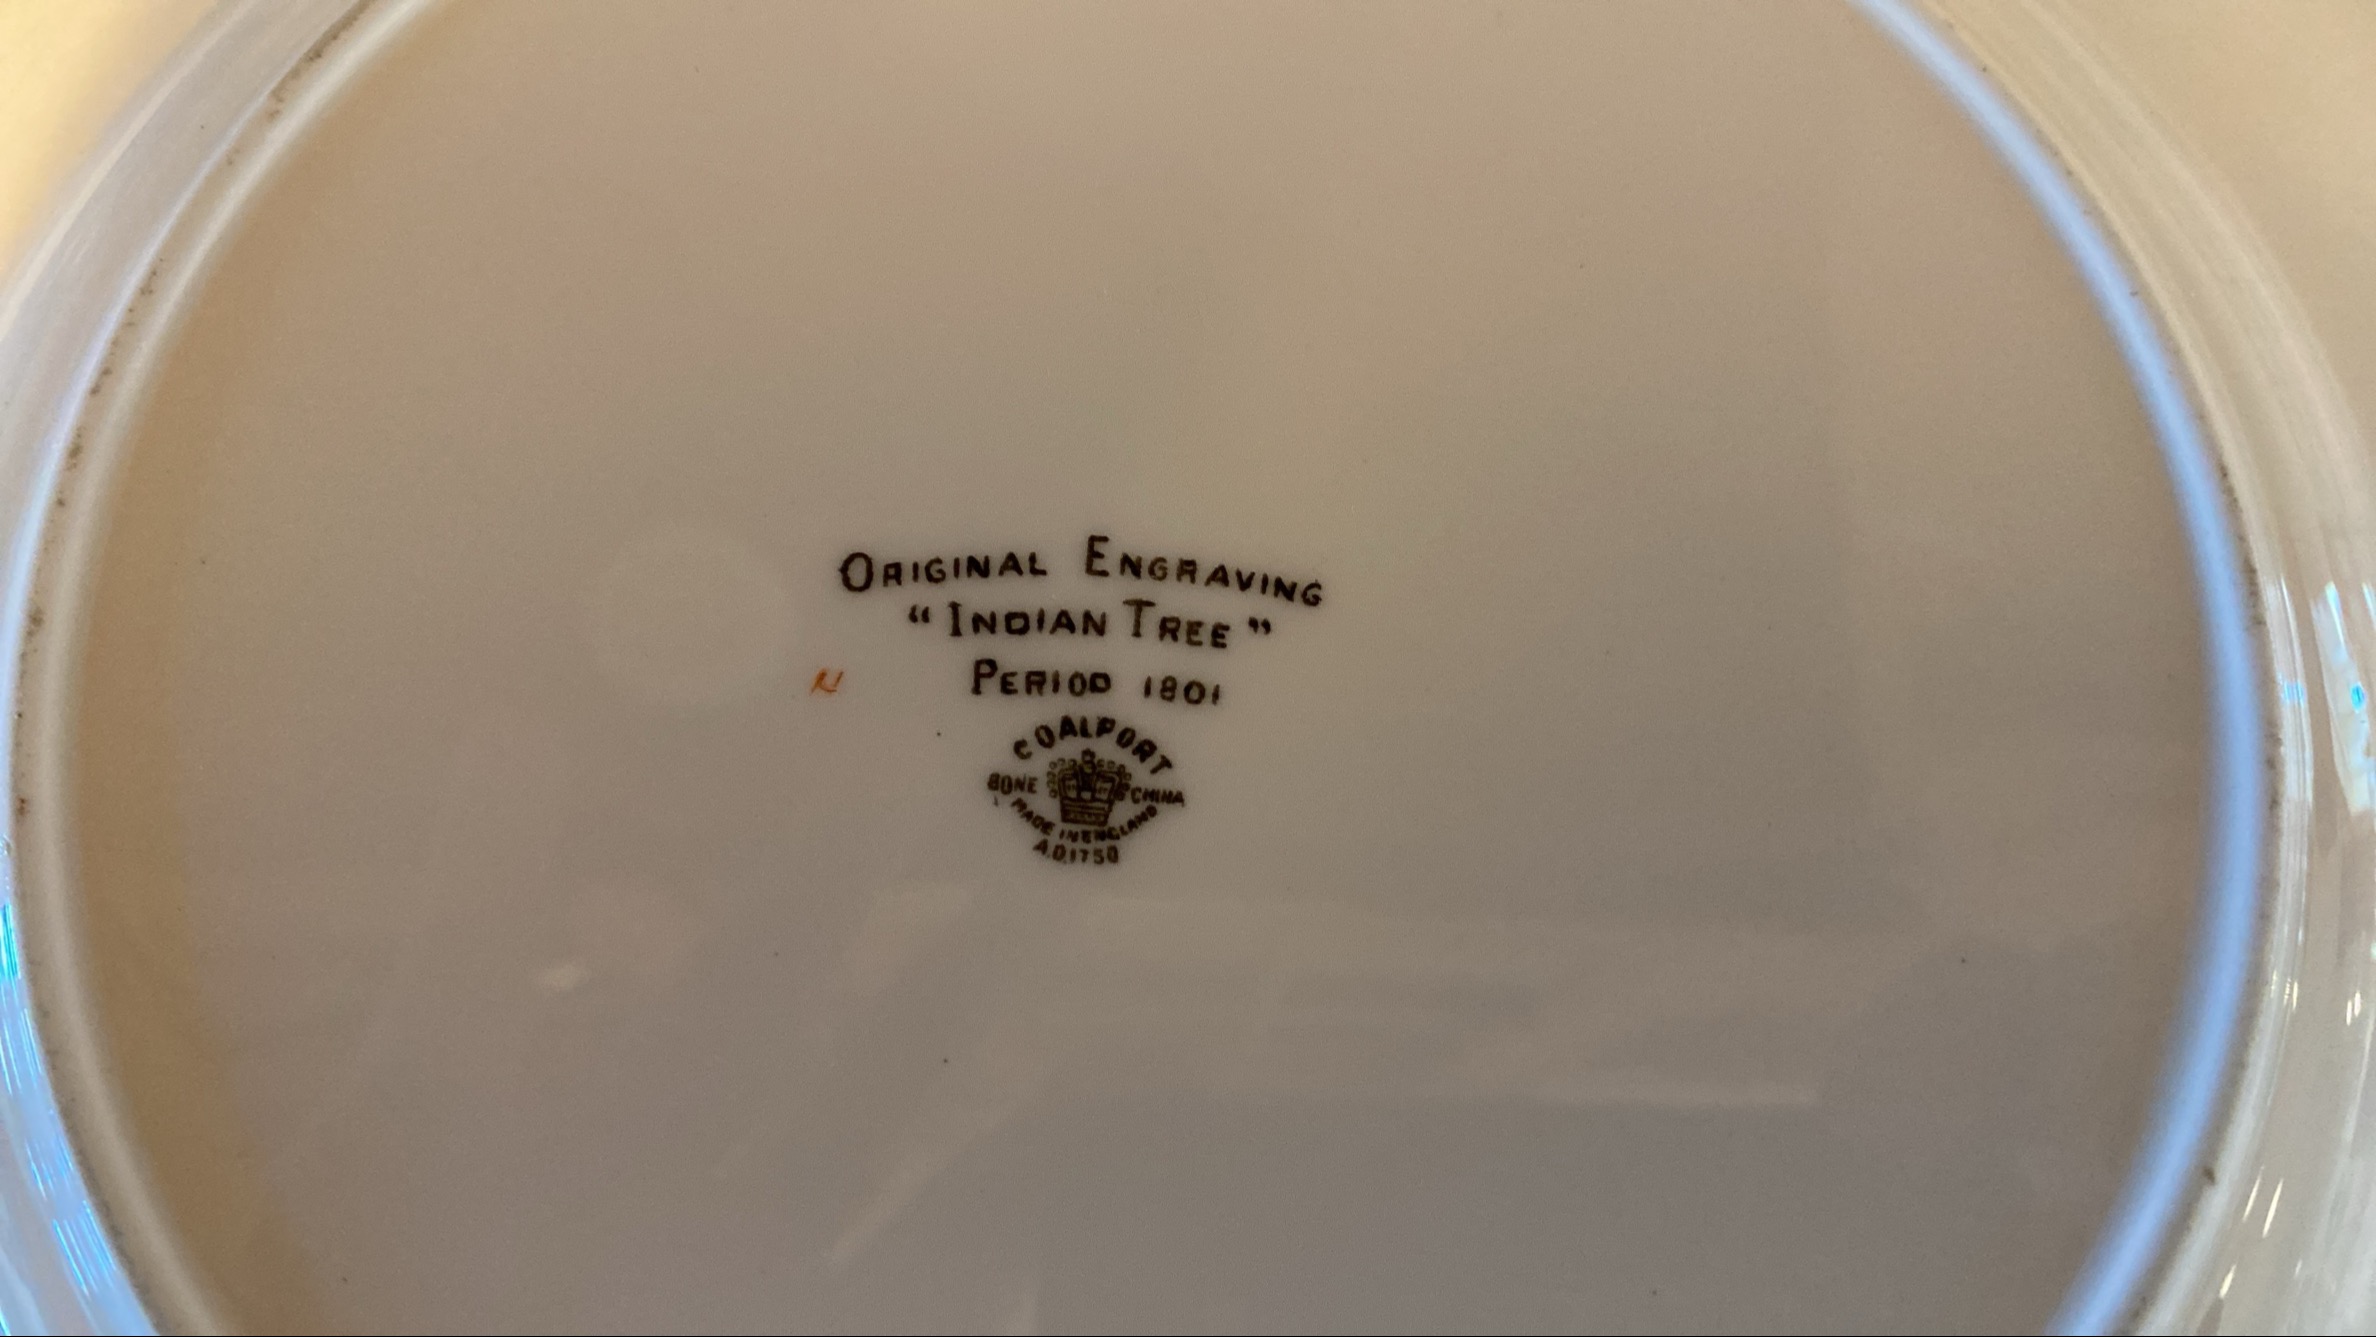 ORIGINAL ENGRAVING
“INDIAN TREE”
PERIOD 1801
N
COALPORT
BONE CHINA
MADE IN ENGLAND
A.D.1750